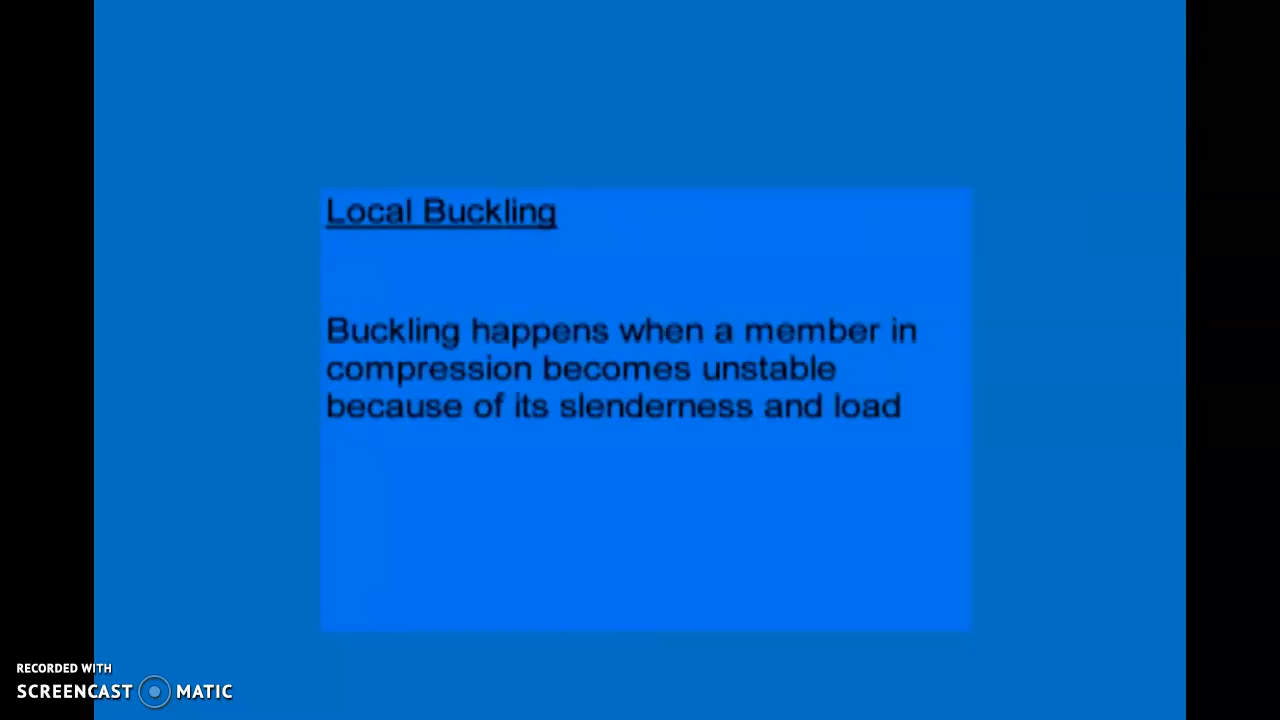 Local Buckling
Buckling happens when a member in
compression becomes unstable
because of its slenderness and load
RECORDED WITH
SCREENCAST MATIC